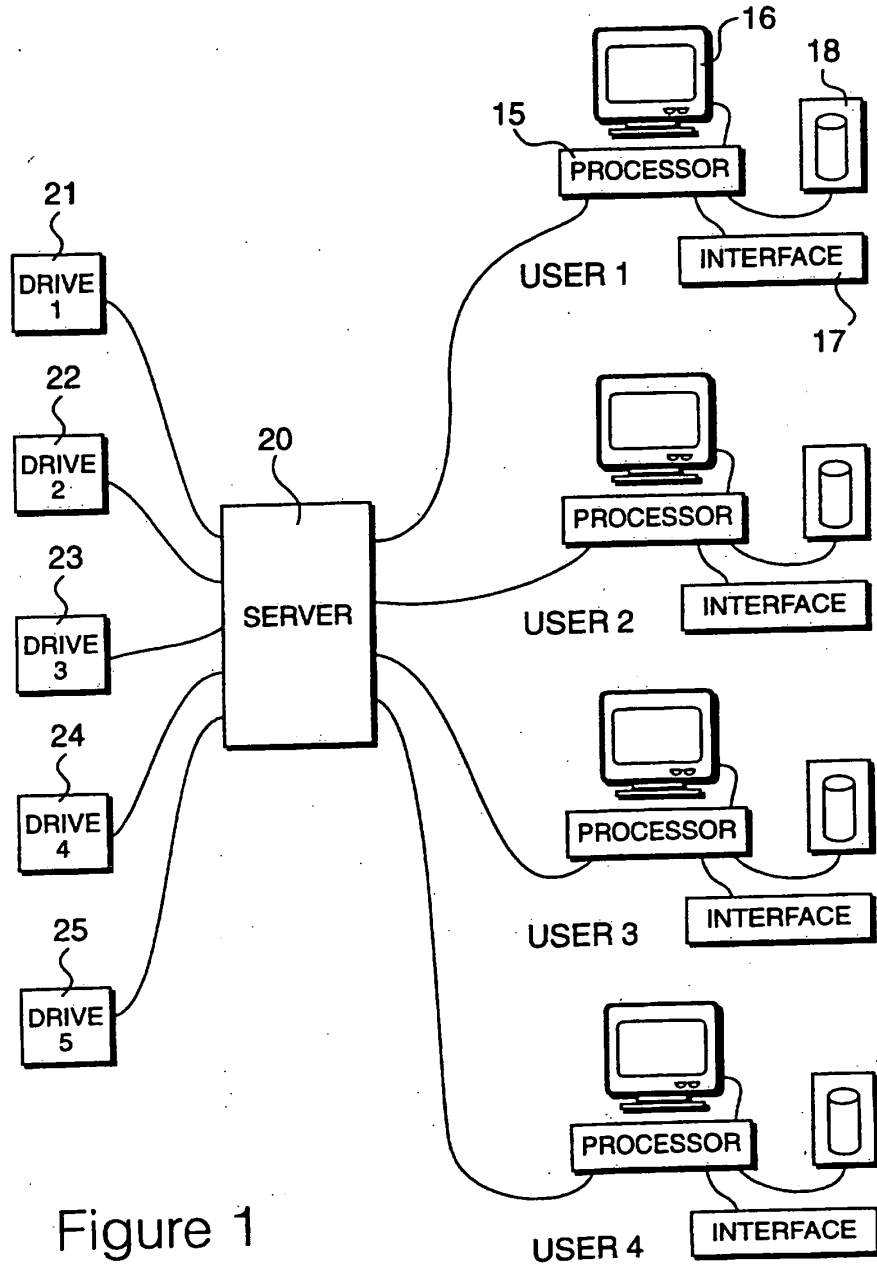 16
18
15
PROCESSOR
INTERFACE
USER 1
17
21
DRIVE
1
22
DRIVE
2
20
SERVER
PROCESSOR
INTERFACE
USER 2
23
DRIVE
3
24
DRIVE
4
PROCESSOR
INTERFACE
USER 3
25
DRIVE
5
PROCESSOR
INTERFACE
USER 4
Figure 1